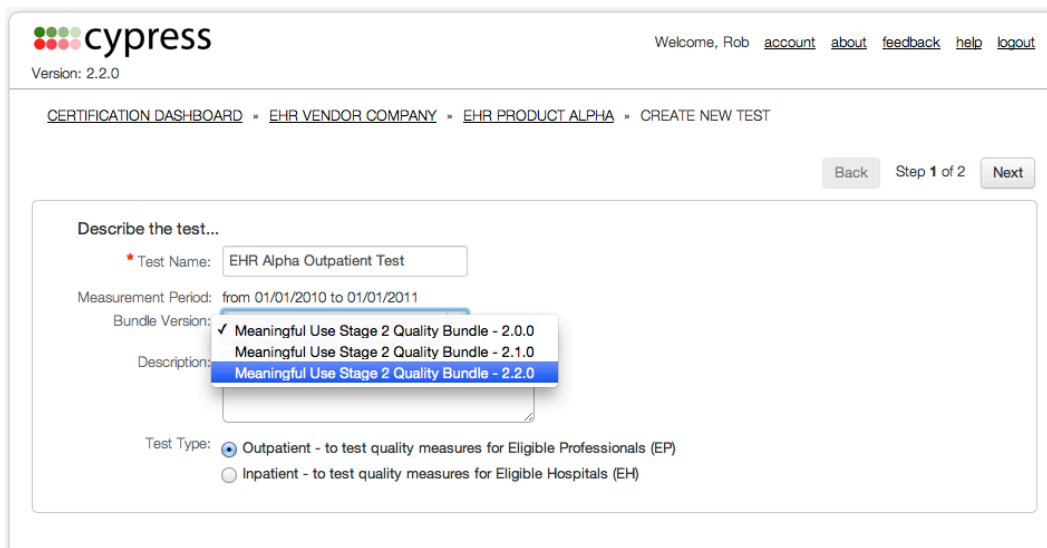 cypress
Welcome, Rob account about feedback help logout
Version: 2.2.0
CERTIFICATION DASHBOARD » EHR VENDOR COMPANY » EHR PRODUCT ALPHA » CREATE NEW TEST
Back Step 1 of 2 Next
Describe the test...
* Test Name: EHR Alpha Outpatient Test
Measurement Period: from 01/01/2010 to 01/01/2011
Bundle Version:
✓ Meaningful Use Stage 2 Quality Bundle - 2.0.0
Meaningful Use Stage 2 Quality Bundle - 2.1.0
Description:
Meaningful Use Stage 2 Quality Bundle - 2.2.0
Test Type: Outpatient - to test quality measures for Eligible Professionals (EP)
Inpatient - to test quality measures for Eligible Hospitals (EH)